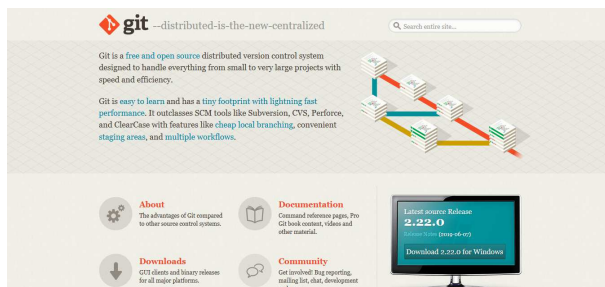 git --distributed-is-the-new-centralized
Search entire site...
Git is a free and open source distributed version control system
designed to handle everything from small to very large projects with
speed and efficiency.
Git is easy to learn and has a tiny footprint with lightning fast
performance. It outclasses SCM tools like Subversion, CVS, Perforce,
and ClearCase with features like cheap local branching, convenient
staging areas, and multiple workflows.
About
The advantages of Git compared
to other source control systems.
Documentation
Command reference pages, Pro
Git book content, videos and
other material.
Downloads
GUI clients and binary releases
for all major platforms.
Community
Get involved! Bug reporting,
mailing list, chat, development
Latest source Release
2.22.0
Release Notes (2019-06-07)
Download 2.22.0 for Windows